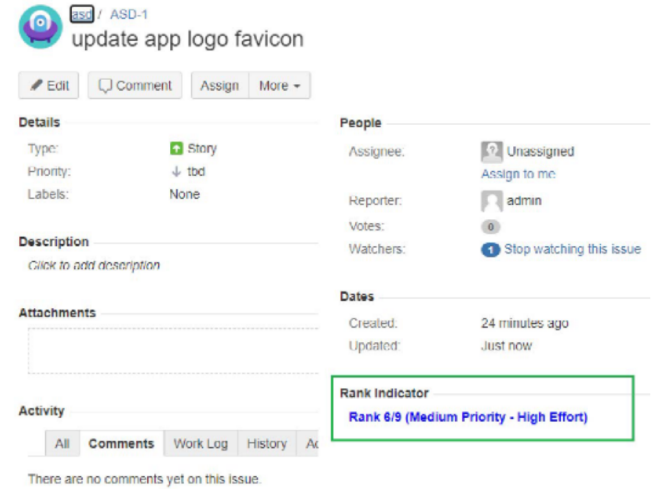 asd / ASD-1
update app logo favicon
Edit Comment Assign More
Details
Type: Story
Priority: tbd
Labels: None
Description
Click to add description
Attachments
Activity
All Comments Work Log History Ac
There are no comments yet on this issue.
People
Assignee: Unassigned
Assign to me
Reporter: admin
Votes: 0
Watchers: 1 Stop watching this issue
Dates
Created: 24 minutes ago
Updated: Just now
Rank Indicator
Rank 6/9 (Medium Priority - High Effort)